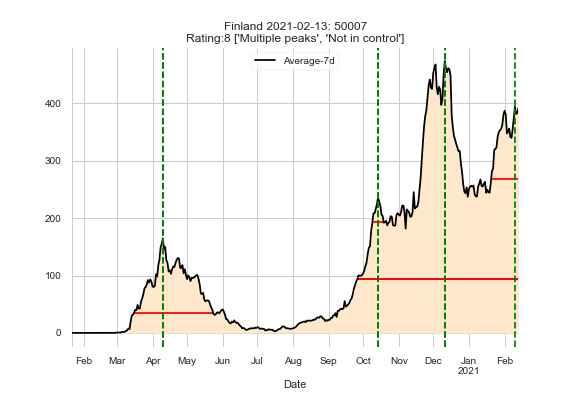 Finland 2021-02-13: 50007
Rating:8 ['Multiple peaks', 'Not in control']
Average-7d
400
300
200
100
0
Feb Mar Apr May Jun Jul Aug Sep Oct Nov Dec Jan Feb
2021
Date